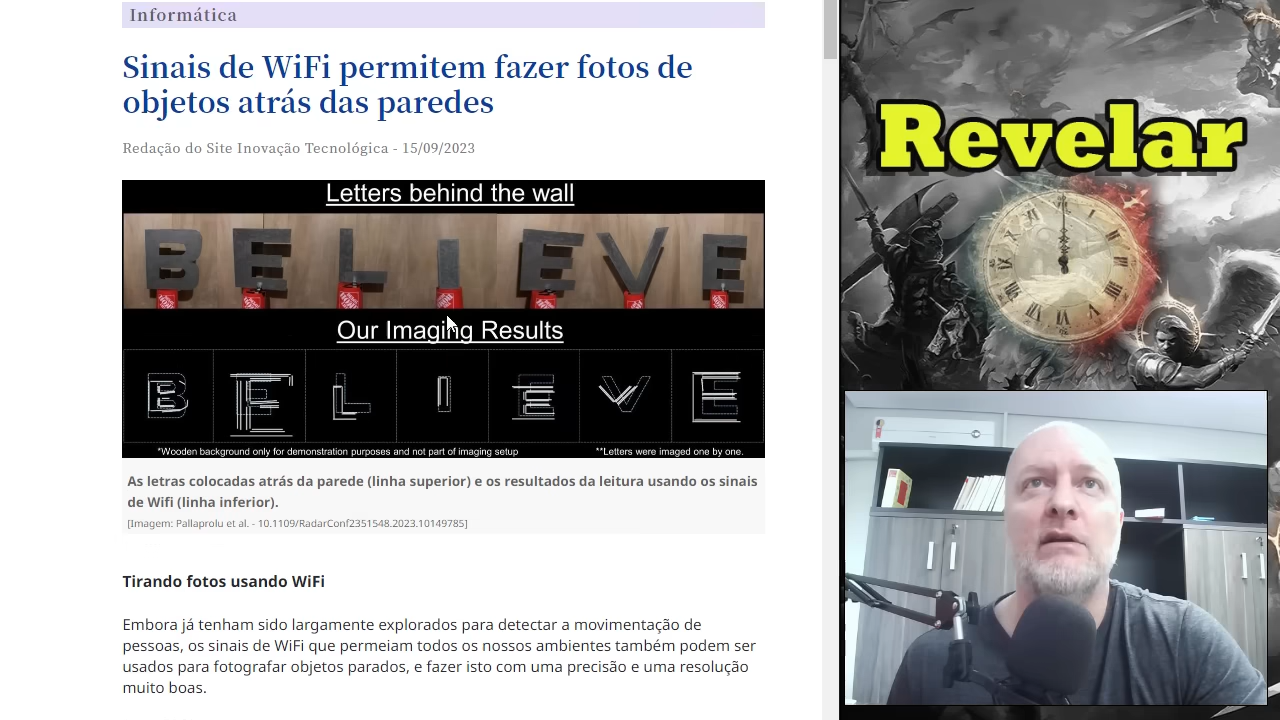 Informática
Sinais de WiFi permitem fazer fotos de
objetos atrás das paredes
Redação do Site Inovação Tecnológica - 15/09/2023
Letters behind the wall
BELIEVE
Our Imaging Results
BELIEVE
*Wooden background only for demonstration purposes and not part of imaging setup
**Letters were imaged one by one.
As letras colocadas atrás da parede (linha superior) e os resultados da leitura usando os sinais
de Wifi (linha inferior).
[Imagem: Pallaprolu et al. - 10.1109/RadarConf2351548.2023.10149785]
Tirando fotos usando WiFi
Embora já tenham sido largamente explorados para detectar a movimentação de
pessoas, os sinais de WiFi que permeiam todos os nossos ambientes também podem ser
usados para fotografar objetos parados, e fazer isto com uma precisão e uma resolução
muito boas.
Revelar